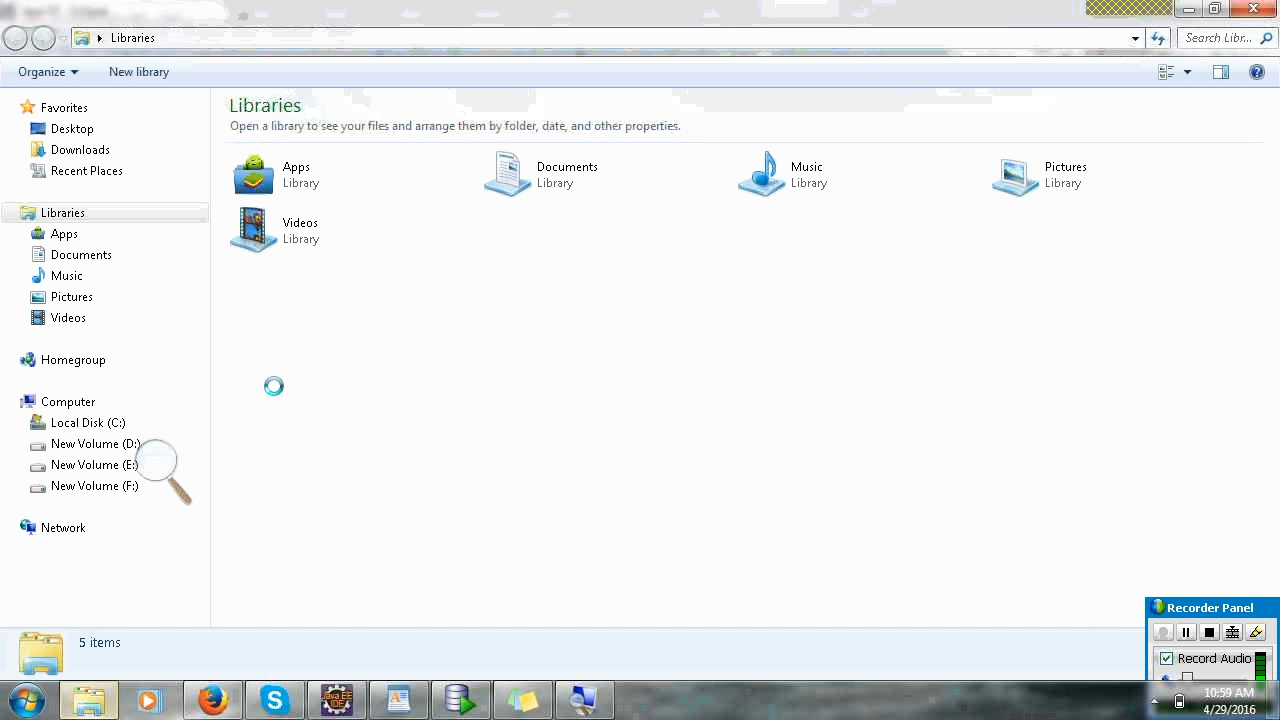 Libraries
Search Libr...
Organize
New library
Favorites
Desktop
Downloads
Recent Places
Libraries
Apps
Documents
Music
Pictures
Videos
Homegroup
Computer
Local Disk (C:)
New Volume (D:)
New Volume (E:)
New Volume (F:)
Network
Libraries
Open a library to see your files and arrange them by folder, date, and other properties.
Apps
Library
Documents
Library
Music
Library
Pictures
Library
Videos
Library
5 items
Recorder Panel
Record Audio
Java EE
IDE
10:59 AM
4/29/2016